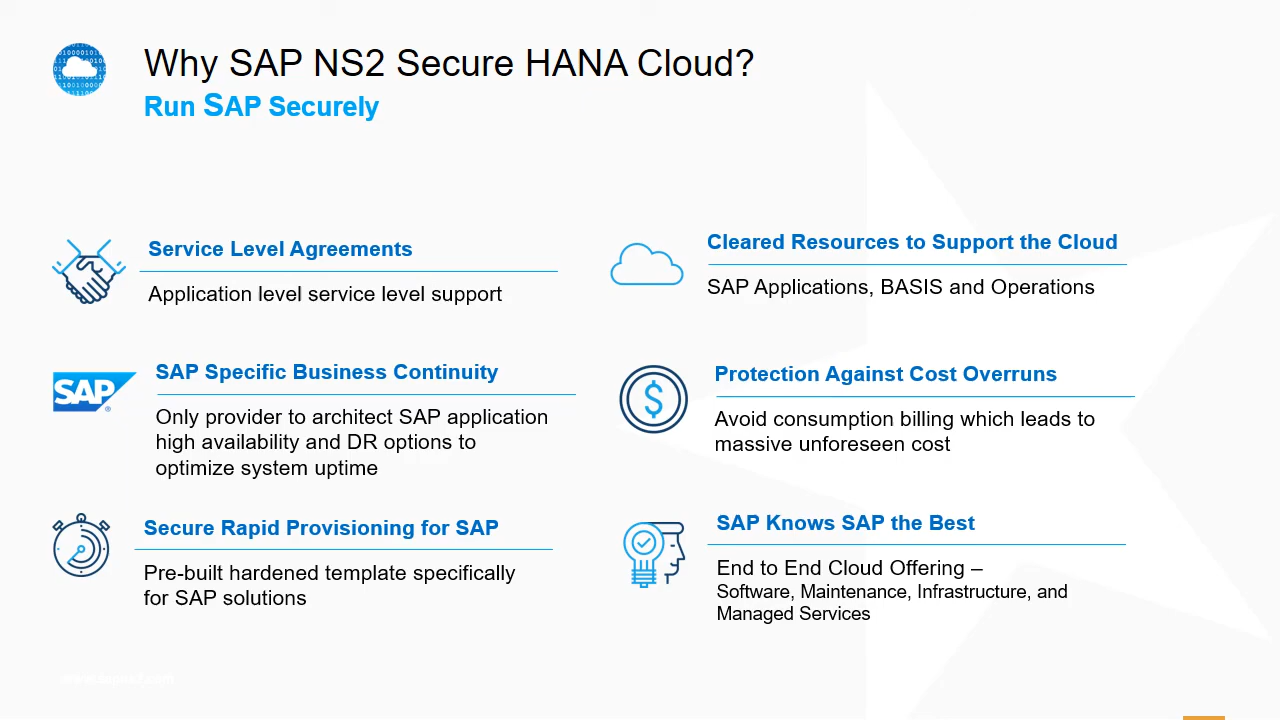 Why SAP NS2 Secure HANA Cloud?
Run SAP Securely
Service Level Agreements
Application level service level support
Cleared Resources to Support the Cloud
SAP Applications, BASIS and Operations
SAP
SAP Specific Business Continuity
Only provider to architect SAP application
high availability and DR options to
optimize system uptime
Protection Against Cost Overruns
Avoid consumption billing which leads to
massive unforeseen cost
Secure Rapid Provisioning for SAP
Pre-built hardened template specifically
for SAP solutions
SAP Knows SAP the Best
End to End Cloud Offering –
Software, Maintenance, Infrastructure, and
Managed Services